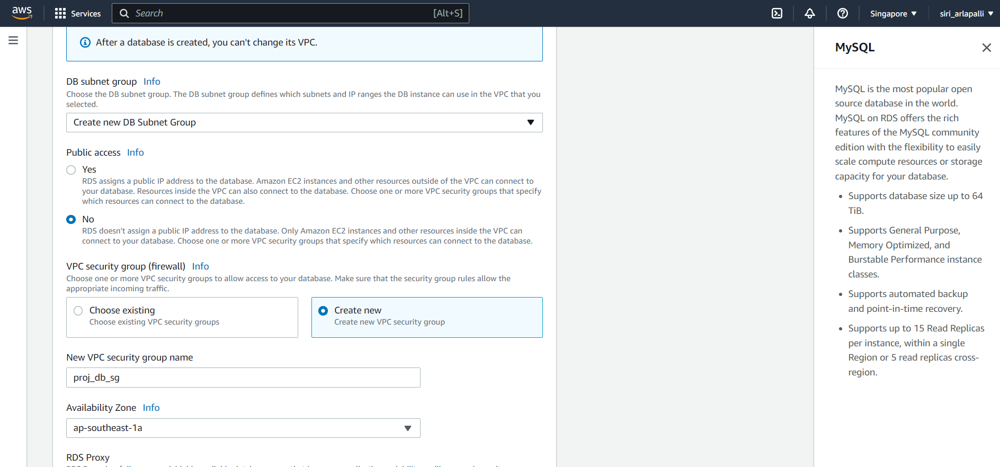 aws
Services
Search
[Alt+S]
Singapore
siri_arlapalli
After a database is created, you can't change its VPC.
DB subnet group Info
Choose the DB subnet group. The DB subnet group defines which subnets and IP ranges the DB instance can use in the VPC that you
selected.
Create new DB Subnet Group
Public access Info
Yes
RDS assigns a public IP address to the database. Amazon EC2 instances and other resources outside of the VPC can connect to
your database. Resources inside the VPC can also connect to the database. Choose one or more VPC security groups that specify
which resources can connect to the database.
No
RDS doesn't assign a public IP address to the database. Only Amazon EC2 instances and other resources inside the VPC can
connect to your database. Choose one or more VPC security groups that specify which resources can connect to the database.
VPC security group (firewall) Info
Choose one or more VPC security groups to allow access to your database. Make sure that the security group rules allow the
appropriate incoming traffic.
Choose existing
Choose existing VPC security groups
Create new
Create new VPC security group
New VPC security group name
proj_db_sg
Availability Zone Info
ap-southeast-1a
RDS Proxy
MySQL
MySQL is the most popular open
source database in the world.
MySQL on RDS offers the rich
features of the MySQL community
edition with the flexibility to easily
scale compute resources or storage
capacity for your database.
• Supports database size up to 64
TiB.
• Supports General Purpose,
Memory Optimized, and
Burstable Performance instance
classes.
• Supports automated backup
and point-in-time recovery.
• Supports up to 15 Read Replicas
per instance, within a single
Region or 5 read replicas cross-
region.